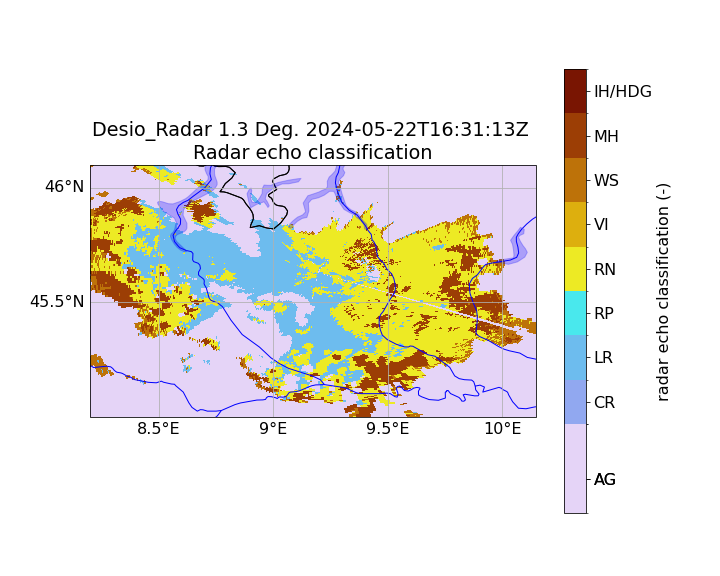 Desio_Radar 1.3 Deg. 2024-05-22T16:31:13Z
Radar echo classification
46°N
45.5°N
8.5°E
9°E
9.5°E
10°E
IH/HDG
MH
WS
VI
RN
RP
LR
CR
AG
radar echo classification (-)